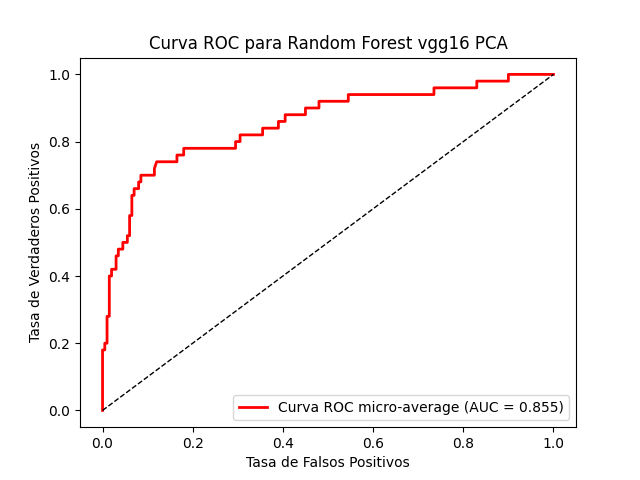 Curva ROC para Random Forest vgg16 PCA
1.0
0.8
0.6
0.4
0.2
0.0
Tasa de Verdaderos Positivos
Curva ROC micro-average (AUC = 0.855)
0.0 0.2 0.4 0.6 0.8 1.0
Tasa de Falsos Positivos